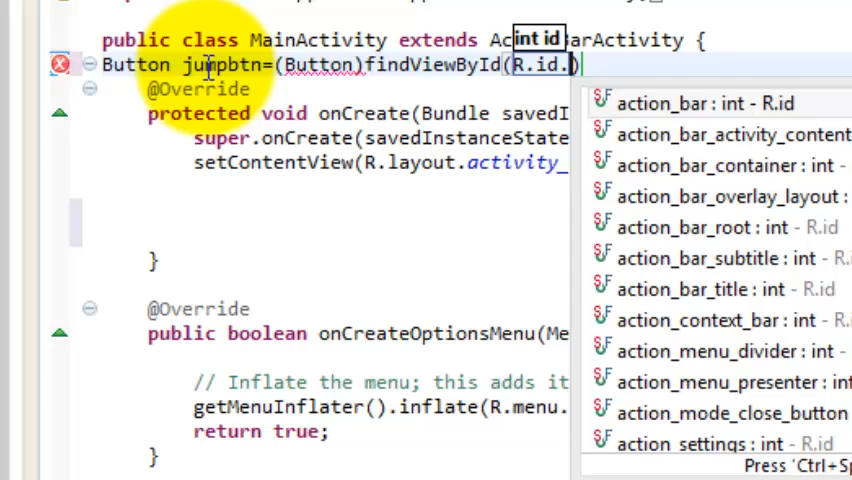 public class MainActivity extends Ac BarActivity {
int id
Button jumpbtn=(Button)findViewById(R.id.)
@Override
protected void onCreate(Bundle savedI
super.onCreate(savedInstanceState
setContentView(R.layout.activity_
}
@Override
public boolean onCreateOptionsMenu(Me
// Inflate the menu; this adds it
getMenuInflater().inflate(R.menu.
return true;
}
action_bar : int - R.id
action_bar_activity_content
action_bar_container : int -
action_bar_overlay_layout :
action_bar_root : int - R.id
action_bar_subtitle : int - R.i
action_bar_title : int - R.id
action_context_bar : int - R.i
action_menu_divider : int -
action_menu_presenter : int
action_mode_close_button
action_settings : int - R.id
Press 'Ctrl+Sp